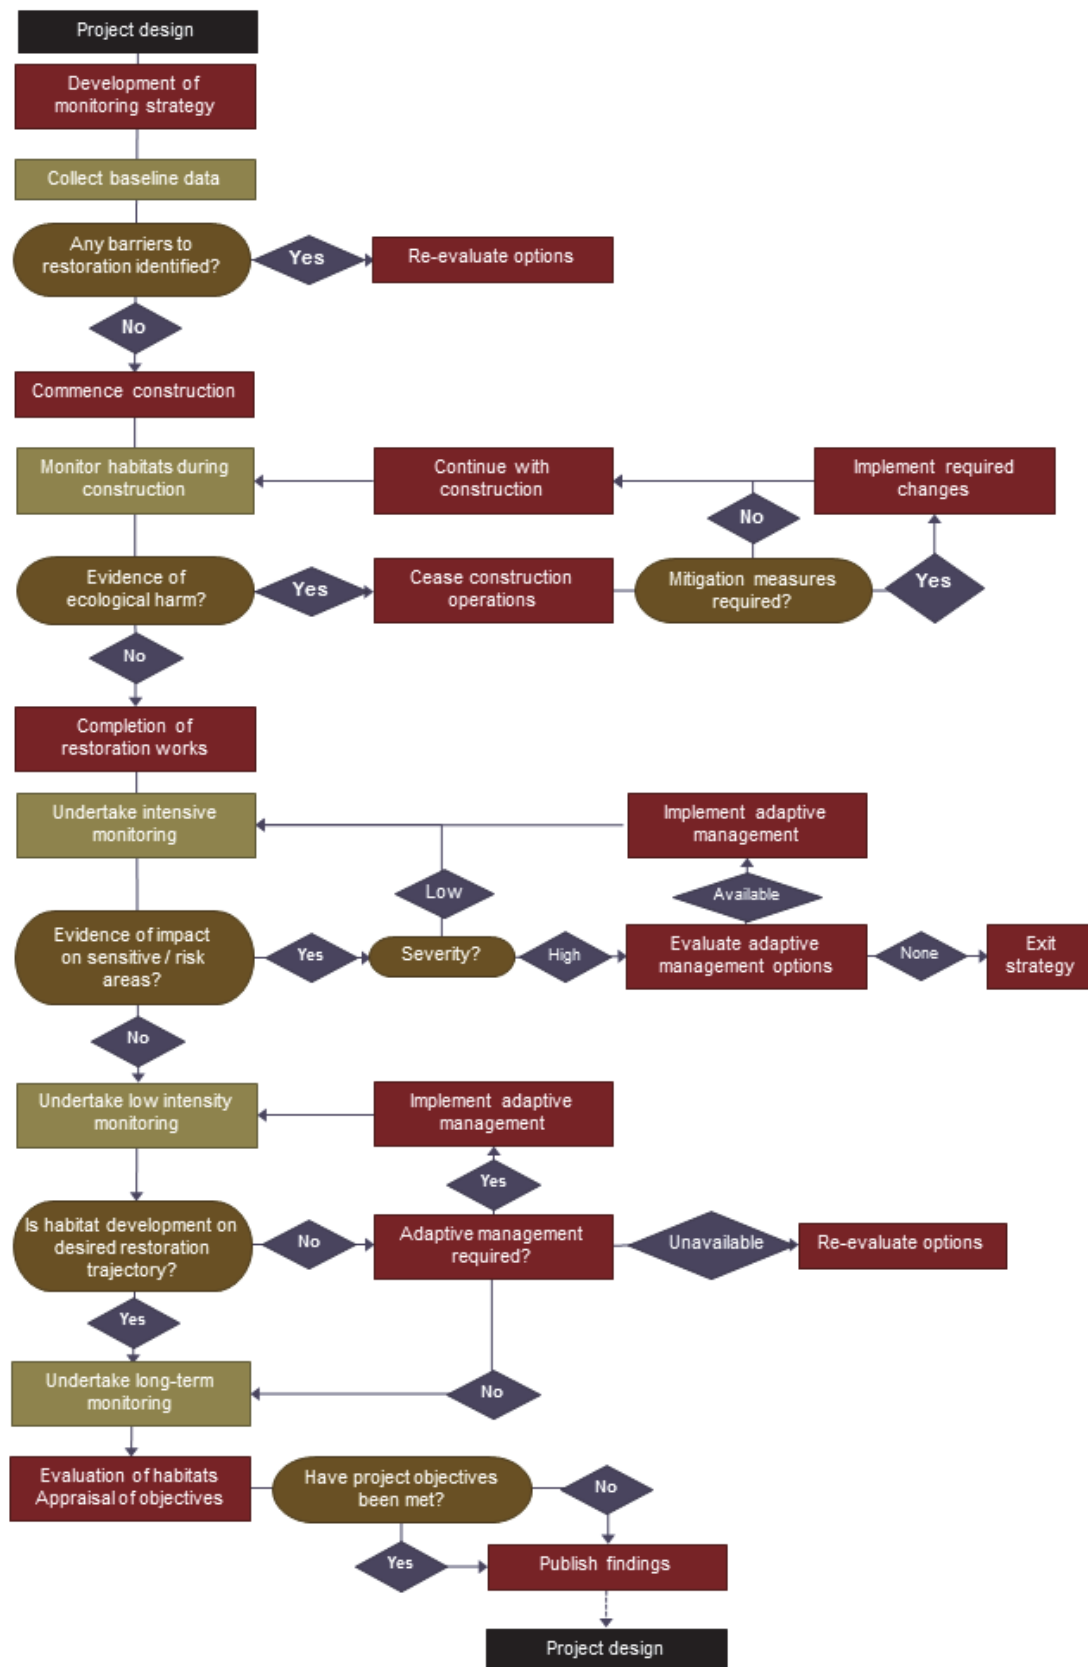 Project design
Development of
monitoring strategy
Collect baseline data
Any barriers to
restoration identified?
Yes
Re-evaluate options
No
Commence construction
Monitor habitats during
construction
Continue with
construction
Implement required
changes
No
Evidence of
ecological harm?
Yes
Cease construction
operations
Mitigation measures
required?
Yes
No
Completion of
restoration works
Undertake intensive
monitoring
Implement adaptive
management
Low
Available
Evidence of impact
on sensitive / risk
areas?
Yes
Severity?
High
Evaluate adaptive
management options
None
Exit
strategy
No
Undertake low intensity
monitoring
Implement adaptive
management
Yes
Is habitat development on
desired restoration
trajectory?
No
Adaptive management
required?
Unavailable
Re-evaluate options
Yes
Undertake long-term
monitoring
No
Evaluation of habitats
Appraisal of objectives
Have project objectives
been met?
No
Yes
Publish findings
Project design